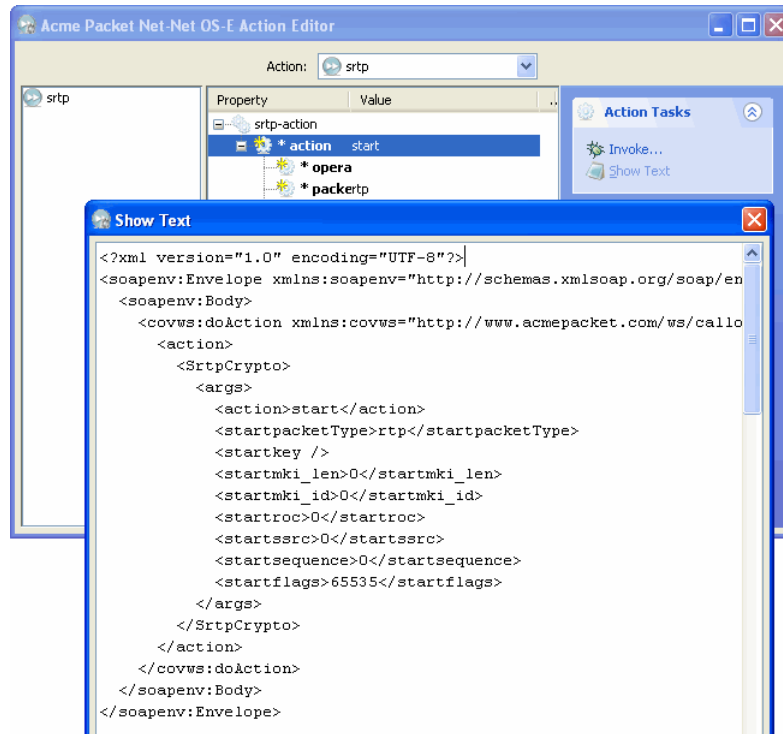 Acme Packet Net-Net OS-E Action Editor
Action: srtp
srtp
Property Value ..
srtp-action
* action start
* opera
* packertp
Action Tasks
Invoke...
Show Text
Show Text
<?xml version="1.0" encoding="UTF-8"?>
<soapenv:Envelope xmlns:soapenv="http://schemas.xmlsoap.org/soap/en
<soapenv:Body>
<covws:doAction xmlns:covws="http://www.acmepacket.com/ws/callo
<action>
<SrtpCrypto>
<args>
<action>start</action>
<startpacketType>rtp</startpacketType>
<startkey />
<startmki_len>0</startmki_len>
<startmki_id>0</startmki_id>
<startroc>0</startroc>
<startssrc>0</startssrc>
<startsequence>0</startsequence>
<startflags>65535</startflags>
</args>
</SrtpCrypto>
</action>
</covws:doAction>
</soapenv:Body>
</soapenv:Envelope>